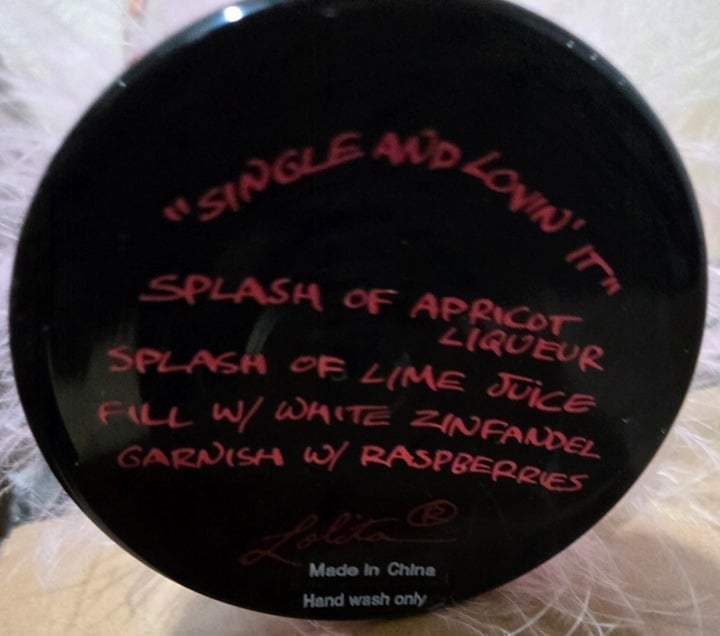 "SINGLE AND LOVIN' IT"
SPLASH OF APRICOT
LIQUEUR
SPLASH OF LIME JUICE
FILL W/ WHITE ZINFANDEL
GARNISH W/ RASPBERRIES
Lolita®
Made In China
Hand wash only